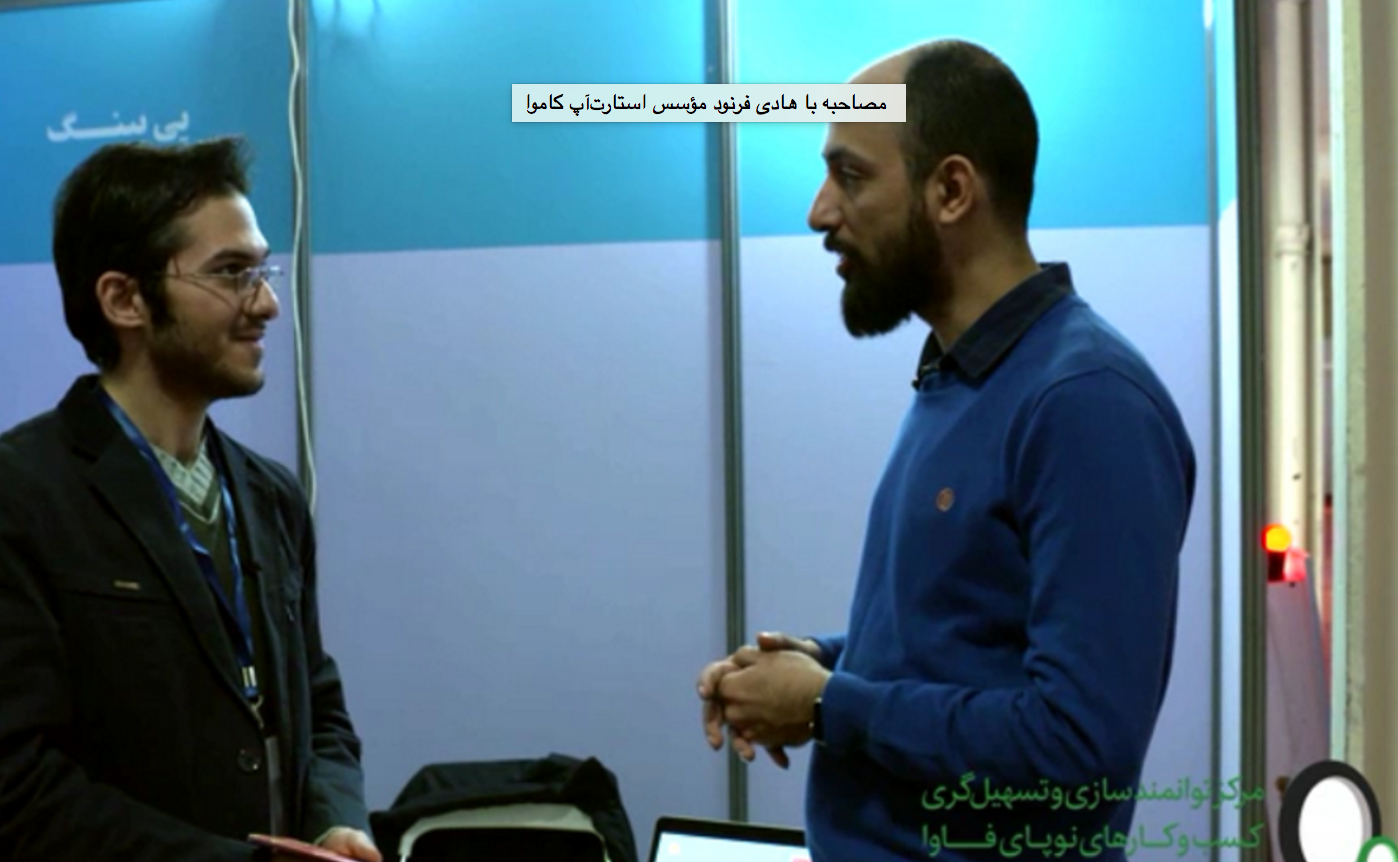 مصاحبه با هادی فرنود مؤسس استارت‌آپ کاموا
پی سنگ
مرکز توانمندسازی و تسهیل‌گری
کسب و کارهای نوپای فاوا